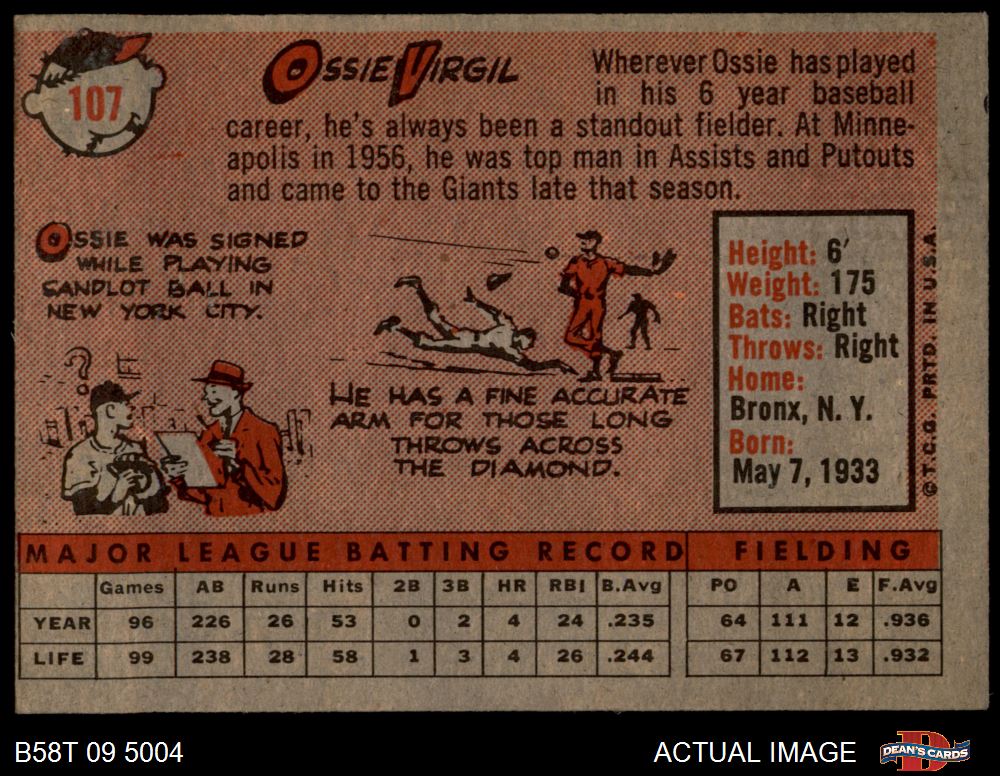 107
OSSIE VIRGIL
Wherever Ossie has played
in his 6 year baseball
career, he's always been a standout fielder. At Minne-
apolis in 1956, he was top man in Assists and Putouts
and came to the Giants late that season.
OSSIE WAS SIGNED
WHILE PLAYING
SANDLOT BALL IN
NEW YORK CITY.
?
HE HAS A FINE ACCURATE
ARM FOR THOSE LONG
THROWS ACROSS
THE DIAMOND.
Height: 6'
Weight: 175
Bats: Right
Throws: Right
Home:
Bronx, N. Y.
Born:
May 7, 1933
© T.C.G. PRTD. IN U.S.A.
MAJOR LEAGUE BATTING RECORD FIELDING
Games AB Runs Hits 2B 3B HR RBI B.Avg PO A E F.Avg
YEAR 96 226 26 53 0 2 4 24 .235 64 111 12 .936
LIFE 99 238 28 58 1 3 4 26 .244 67 112 13 .932
B58T 09 5004
ACTUAL IMAGE
D
DEAN'S CARDS